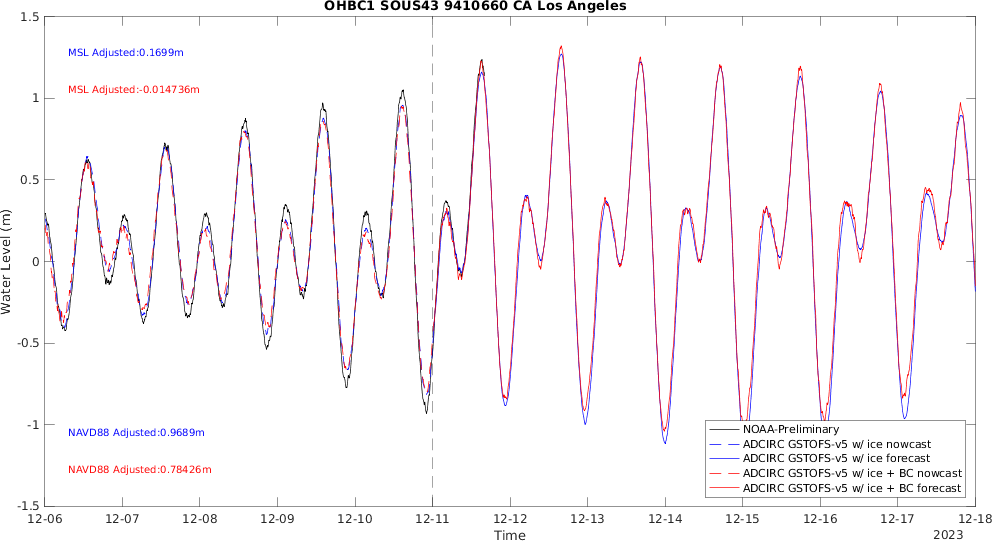 OHBC1 SOUS43 9410660 CA Los Angeles
1.5
1
0.5
0
-0.5
-1
-1.5
Water Level (m)
MSL Adjusted:0.1699m
MSL Adjusted:-0.014736m
NAVD88 Adjusted:0.9689m
NAVD88 Adjusted:0.78426m
NOAA-Preliminary
ADCIRC GSTOFS-v5 w/ ice nowcast
ADCIRC GSTOFS-v5 w/ ice forecast
ADCIRC GSTOFS-v5 w/ ice + BC nowcast
ADCIRC GSTOFS-v5 w/ ice + BC forecast
12-06 12-07 12-08 12-09 12-10 12-11 12-12 12-13 12-14 12-15 12-16 12-17 12-18
Time
2023